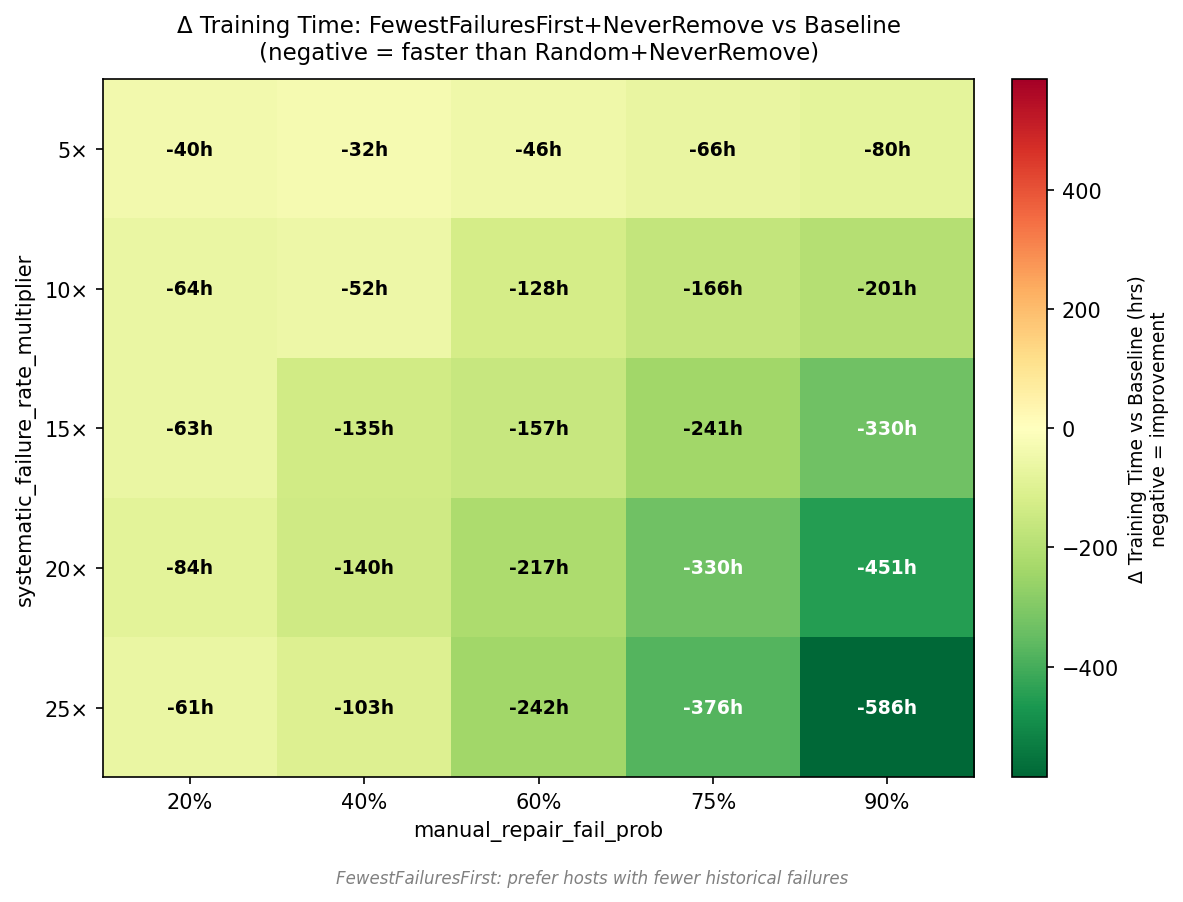 Δ Training Time: FewestFailuresFirst+NeverRemove vs Baseline
(negative = faster than Random+NeverRemove)
5× -40h -32h -46h -66h -80h
10× -64h -52h -128h -166h -201h
15× -63h -135h -157h -241h -330h
20× -84h -140h -217h -330h -451h
25× -61h -103h -242h -376h -586h
20% 40% 60% 75% 90%
manual_repair_fail_prob
systematic_failure_rate_multiplier
400
200
0
−200
−400
Δ Training Time vs Baseline (hrs)
negative = improvement
FewestFailuresFirst: prefer hosts with fewer historical failures